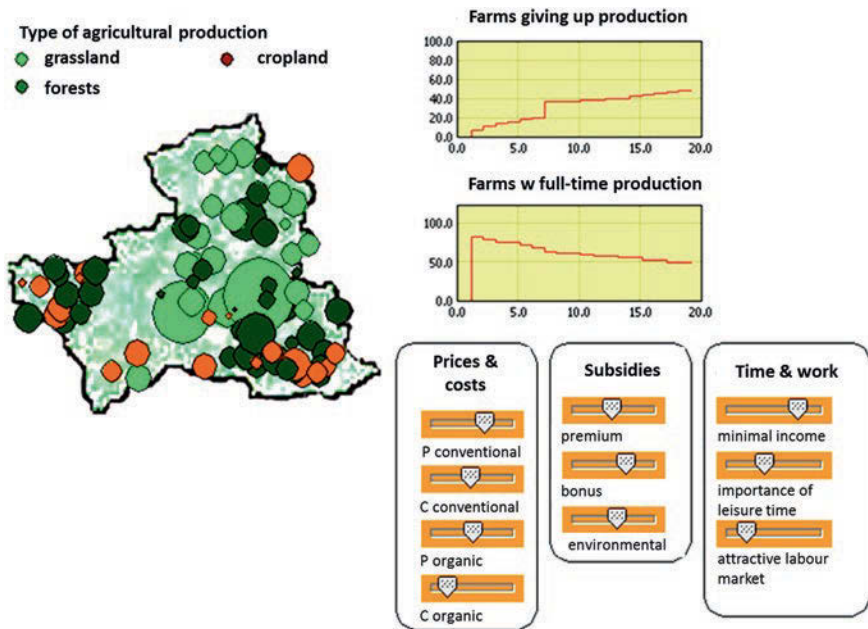 Type of agricultural production
grassland
cropland
forests
Farms giving up production
100.0
80.0
60.0
40.0
20.0
0.0
0.0 5.0 10.0 15.0 20.0
Farms w full-time production
100.0
50.0
0.0
0.0 5.0 10.0 15.0 20.0
Prices &
costs
P conventional
C conventional
P organic
C organic
Subsidies
premium
bonus
environmental
Time & work
minimal income
importance of
leisure time
attractive labour
market